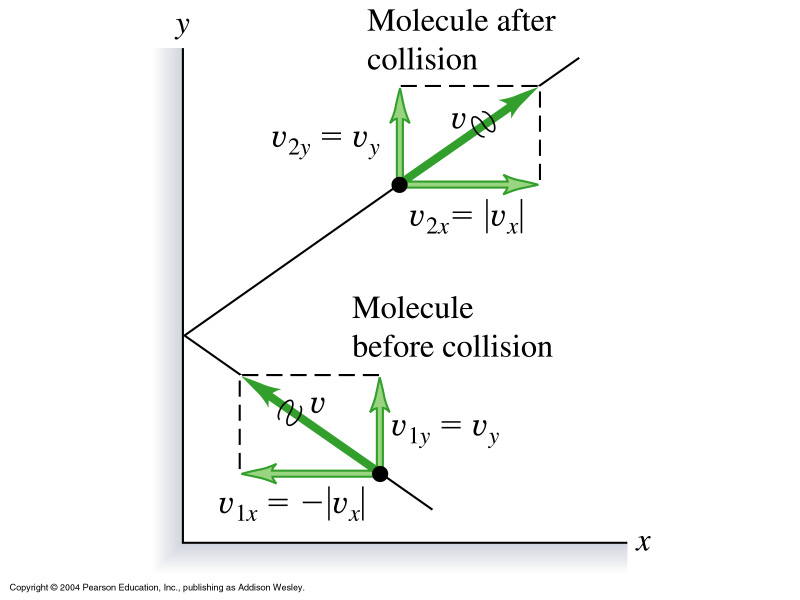 y
Molecule after
collision
v
v₂y = vy
v₂x = |vx|
Molecule
before collision
v
v₁y = vy
v₁x = −|vx|
x
Copyright © 2004 Pearson Education, Inc., publishing as Addison Wesley.